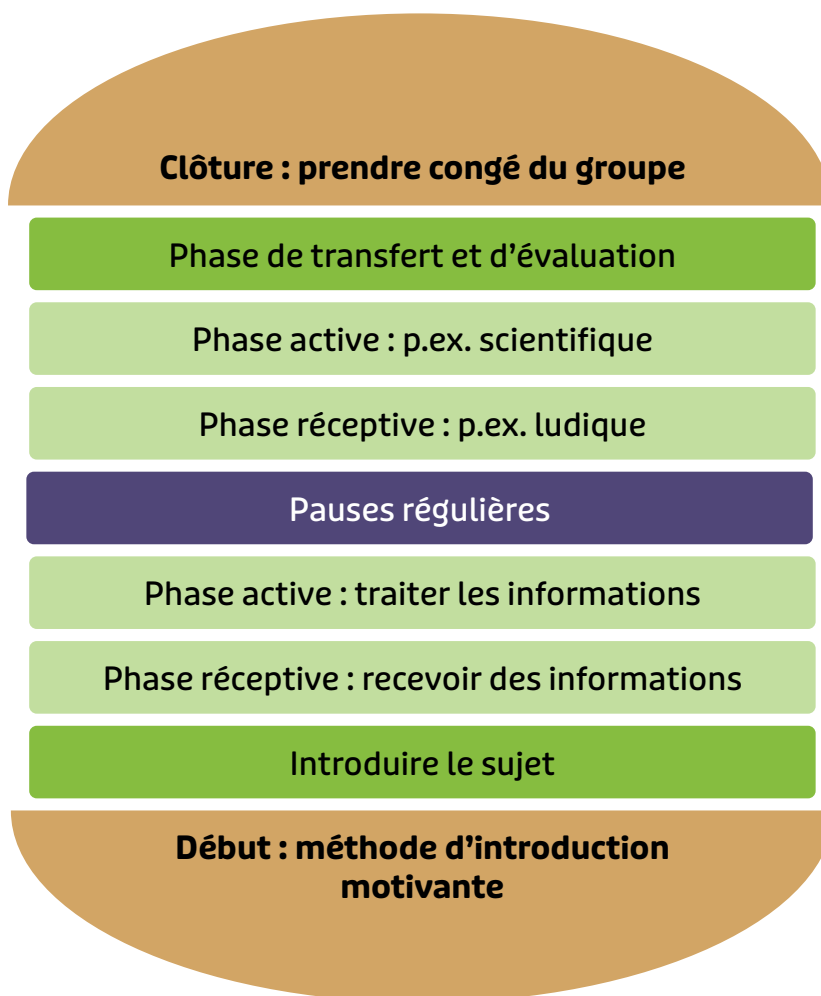 Clôture : prendre congé du groupe
Phase de transfert et d’évaluation
Phase active : p.ex. scientifique
Phase réceptive : p.ex. ludique
Pauses régulières
Phase active : traiter les informations
Phase réceptive : recevoir des informations
Introduire le sujet
Début : méthode d’introduction
motivante